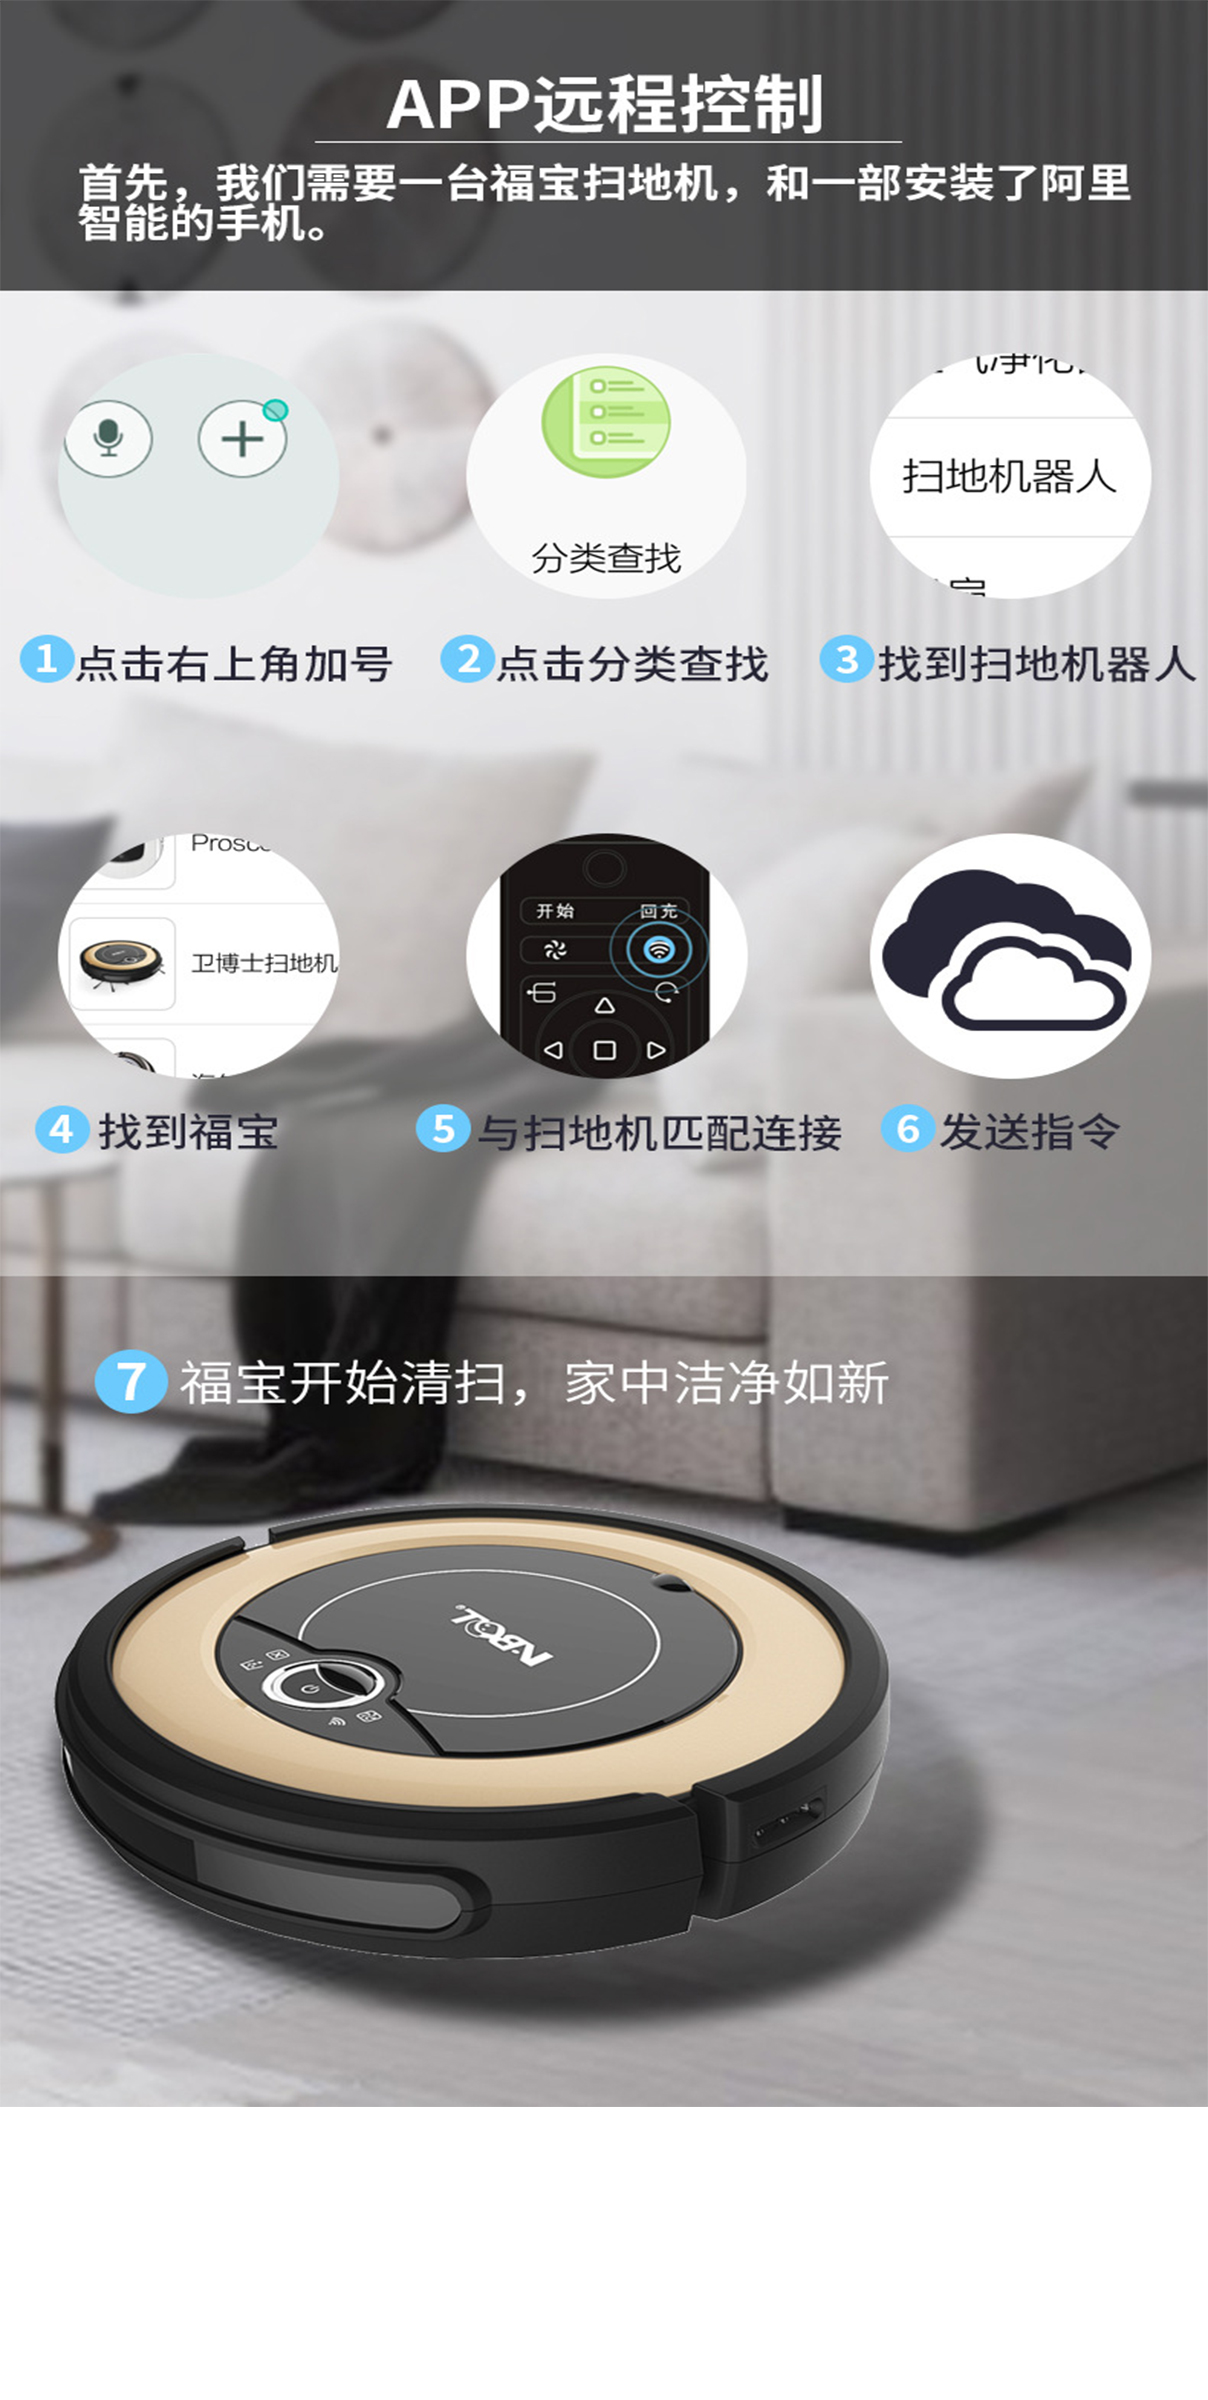 APP远程控制
首先，我们需要一台福宝扫地机，和一部安装了阿里
智能的手机。
分类查找
扫地机器人
1 点击右上角加号
2 点击分类查找
3 找到扫地机器人
卫博士扫地机
开始 回充
4 找到福宝
5 与扫地机匹配连接
6 发送指令
7 福宝开始清扫，家中洁净如新